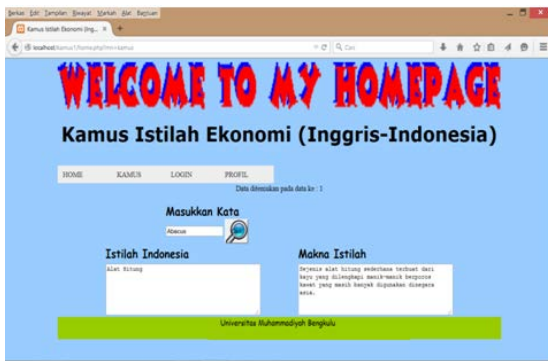 Berkas Edit Tampilan Riwayat Markah Alat Bantuan
Kamus Istilah Ekonomi (Ing...
localhost/kamus1/home.php?mn=kamus
Cari
WELCOME TO MY HOMEPAGE
Kamus Istilah Ekonomi (Inggris-Indonesia)
HOME KAMUS LOGIN PROFIL
Data ditemukan pada data ke : 1
Masukkan Kata
Abacus
Istilah Indonesia
Makna Istilah
Alat Hitung
Sejenis alat hitung sederhana terbuat dari
kayu yang dilengkapi manik-manik berporos
kawat yang masih banyak digunakan disegera
asia.
Universitas Muhammadiyah Bengkulu